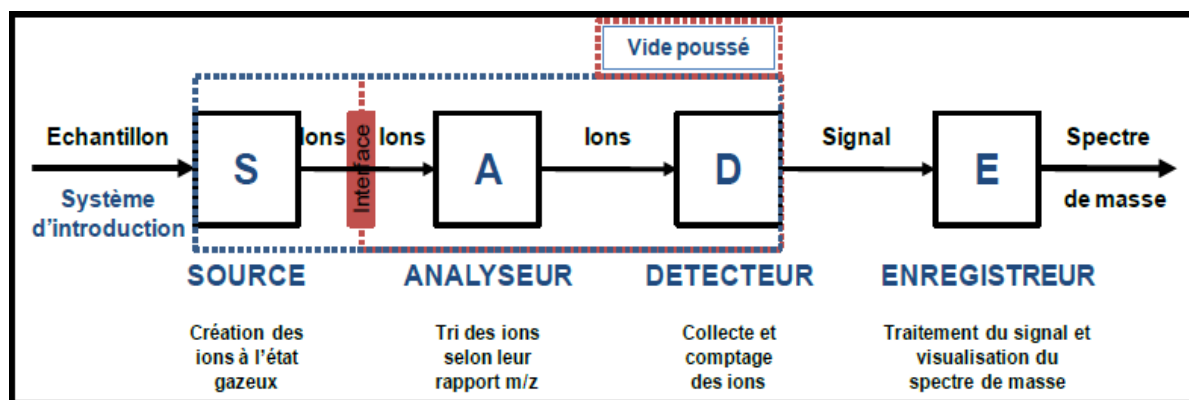 Vide poussé
Echantillon
Système
d'introduction
S
Ions
Interface
Ions
A
Ions
D
Signal
E
Spectre
de masse
SOURCE
ANALYSEUR
DETECTEUR
ENREGISTREUR
Création des
ions à l'état
gazeux
Tri des ions
selon leur
rapport m/z
Collecte et
comptage
des ions
Traitement du signal et
visualisation du
spectre de masse